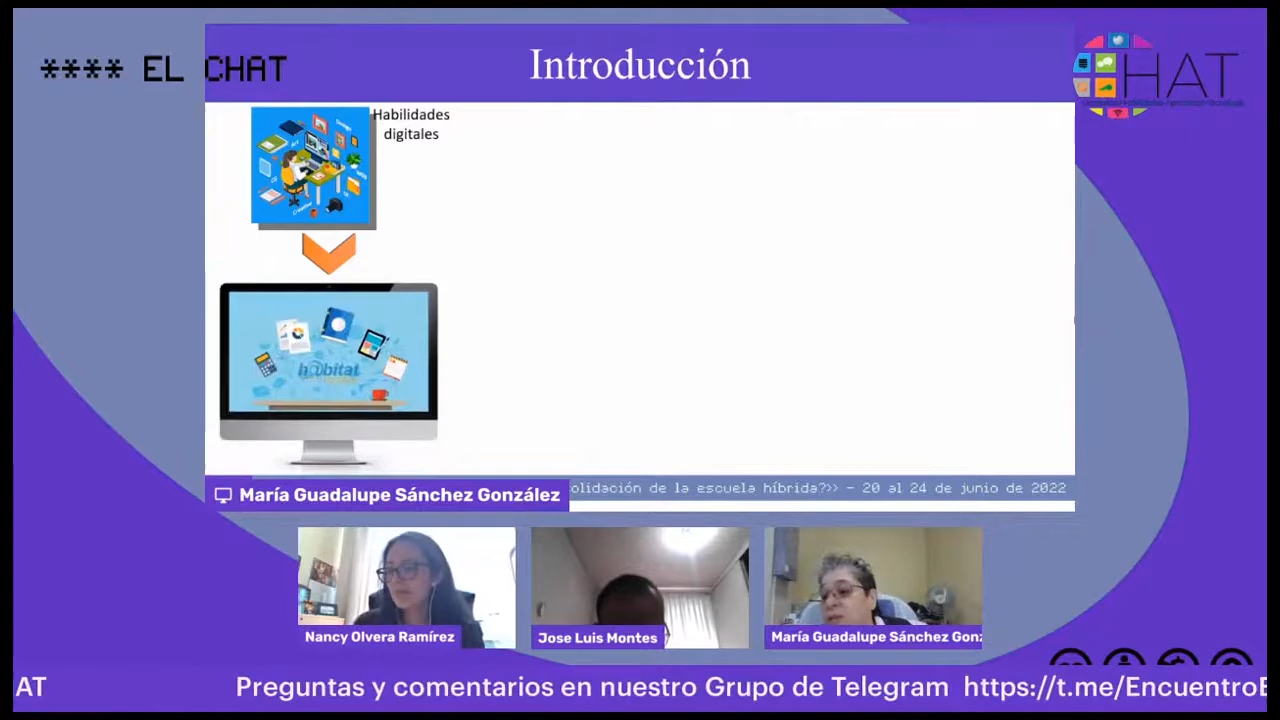 **** EL CHAT
Introducción
HAT
Habilidades
digitales
h@bitat
María Guadalupe Sánchez González
olidación de la escuela híbrida?>> - 20 al 24 de junio de 2022
Nancy Olvera Ramírez
Jose Luis Montes
María Guadalupe Sánchez Gonz
AT
Preguntas y comentarios en nuestro Grupo de Telegram https://t.me/EncuentroE